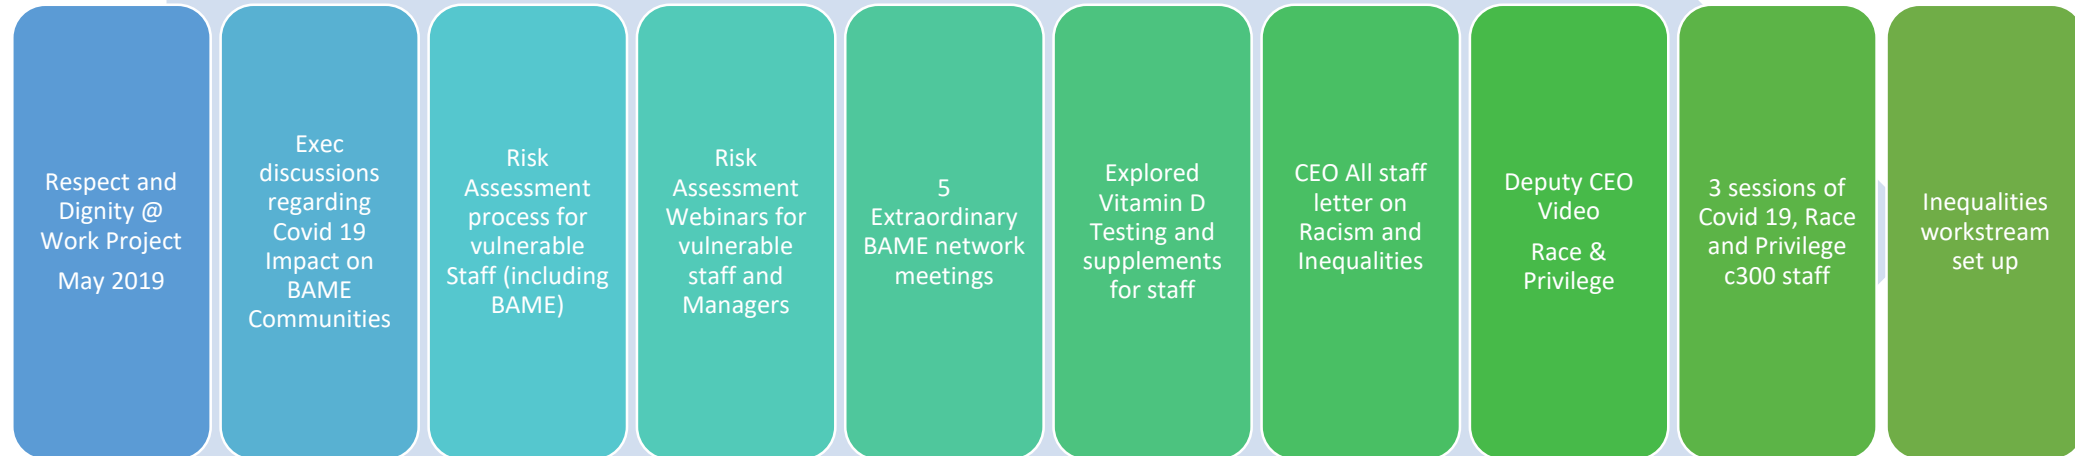 Respect and
Dignity @
Work Project
May 2019
Exec
discussions
regarding
Covid 19
Impact on
BAME
Communities
Risk
Assessment
process for
vulnerable
Staff (including
BAME)
Risk
Assessment
Webinars for
vulnerable
staff and
Managers
5
Extraordinary
BAME network
meetings
Explored
Vitamin D
Testing and
supplements
for staff
CEO All staff
letter on
Racism and
Inequalities
Deputy CEO
Video
Race &
Privilege
3 sessions of
Covid 19, Race
and Privilege
c300 staff
Inequalities
workstream
set up